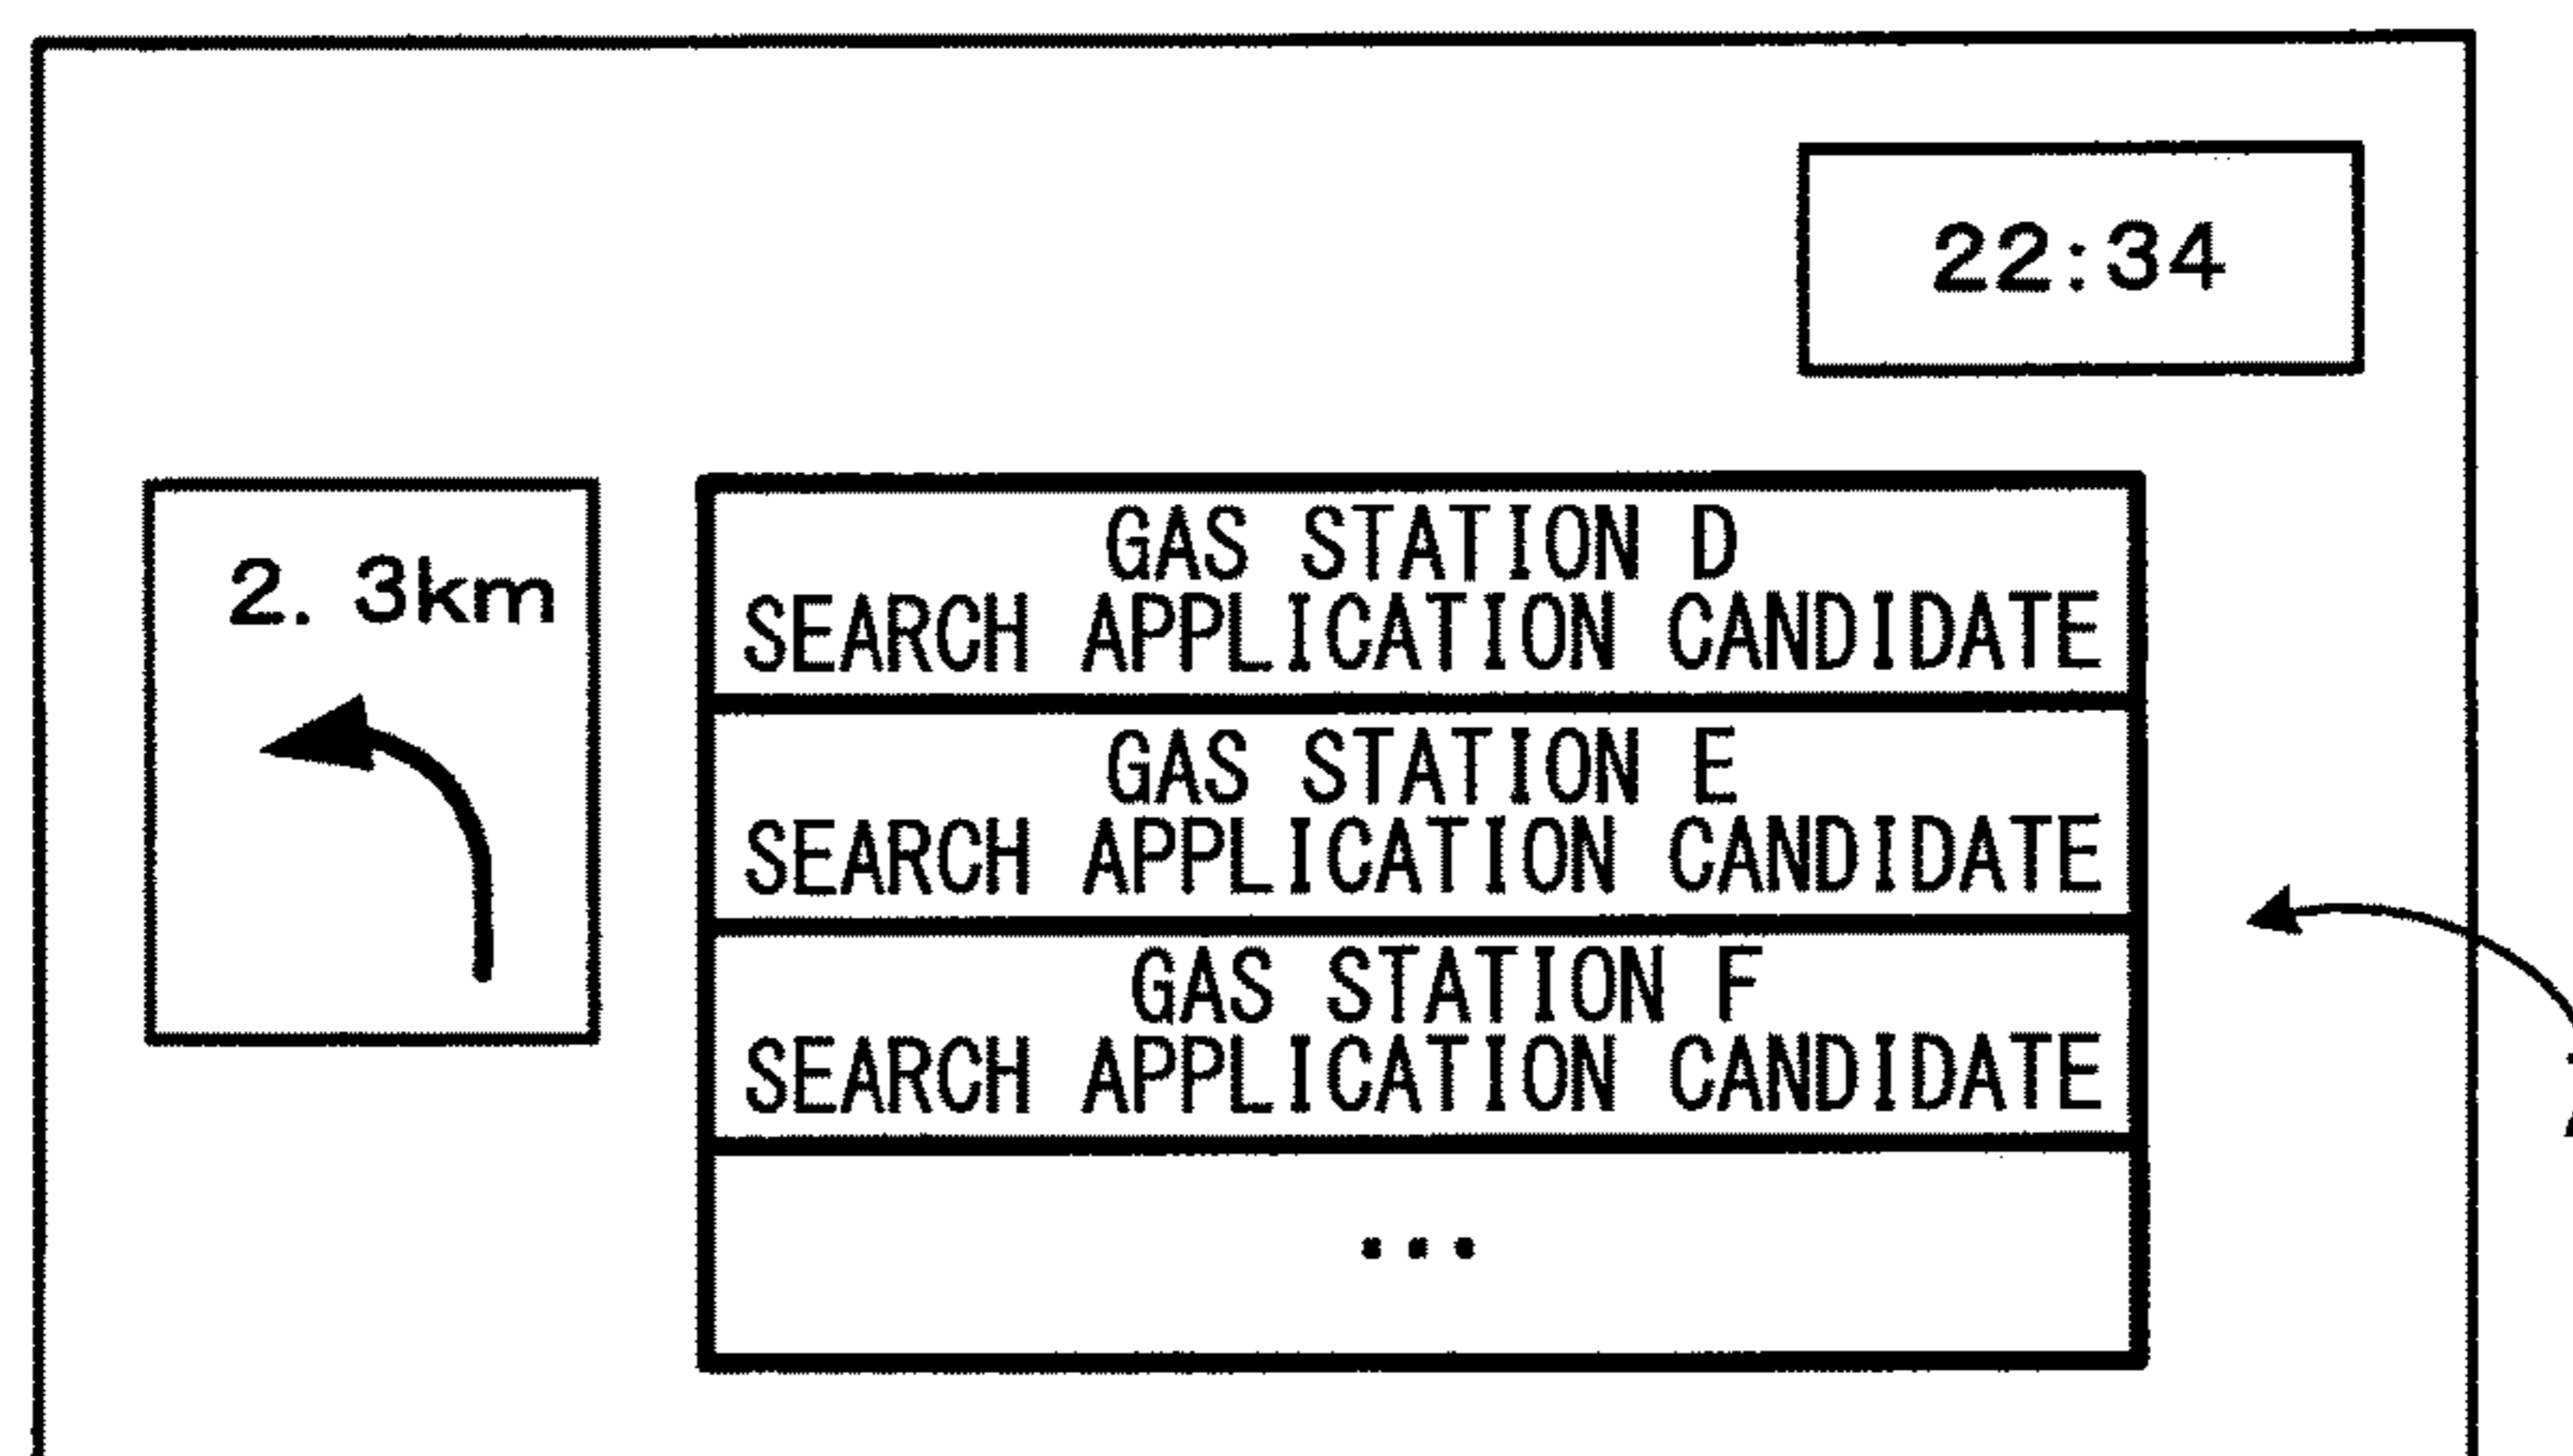 22:34
2. 3km
GAS STATION D
SEARCH APPLICATION CANDIDATE
GAS STATION E
SEARCH APPLICATION CANDIDATE
GAS STATION F
SEARCH APPLICATION CANDIDATE
...